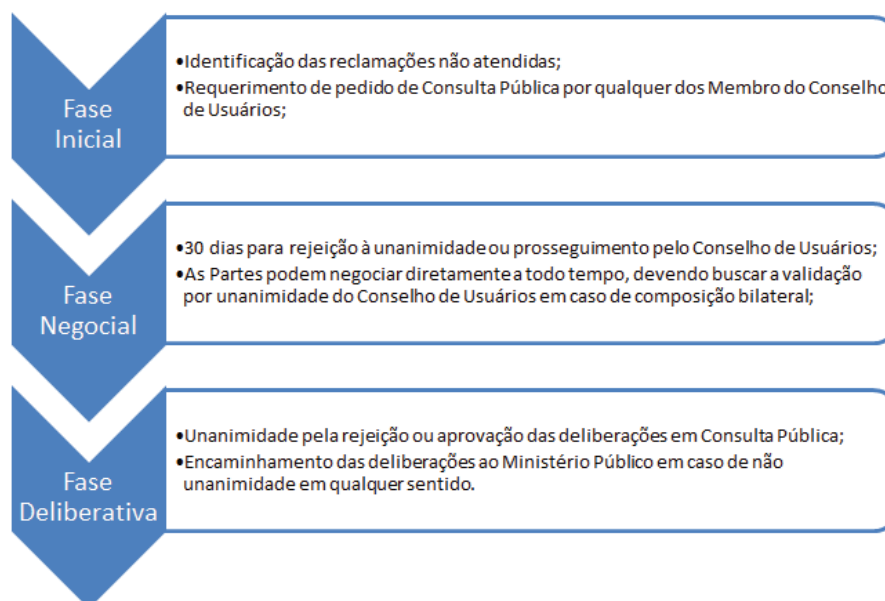 Fase
Inicial
•Identificação das reclamações não atendidas;
•Requerimento de pedido de Consulta Pública por qualquer dos Membro do Conselho
de Usuários;
Fase
Negocial
•30 dias para rejeição à unanimidade ou prosseguimento pelo Conselho de Usuários;
•As Partes podem negociar diretamente a todo tempo, devendo buscar a validação
por unanimidade do Conselho de Usuários em caso de composição bilateral;
Fase
Deliberativa
•Unanimidade pela rejeição ou aprovação das deliberações em Consulta Pública;
•Encaminhamento das deliberações ao Ministério Público em caso de não
unanimidade em qualquer sentido.